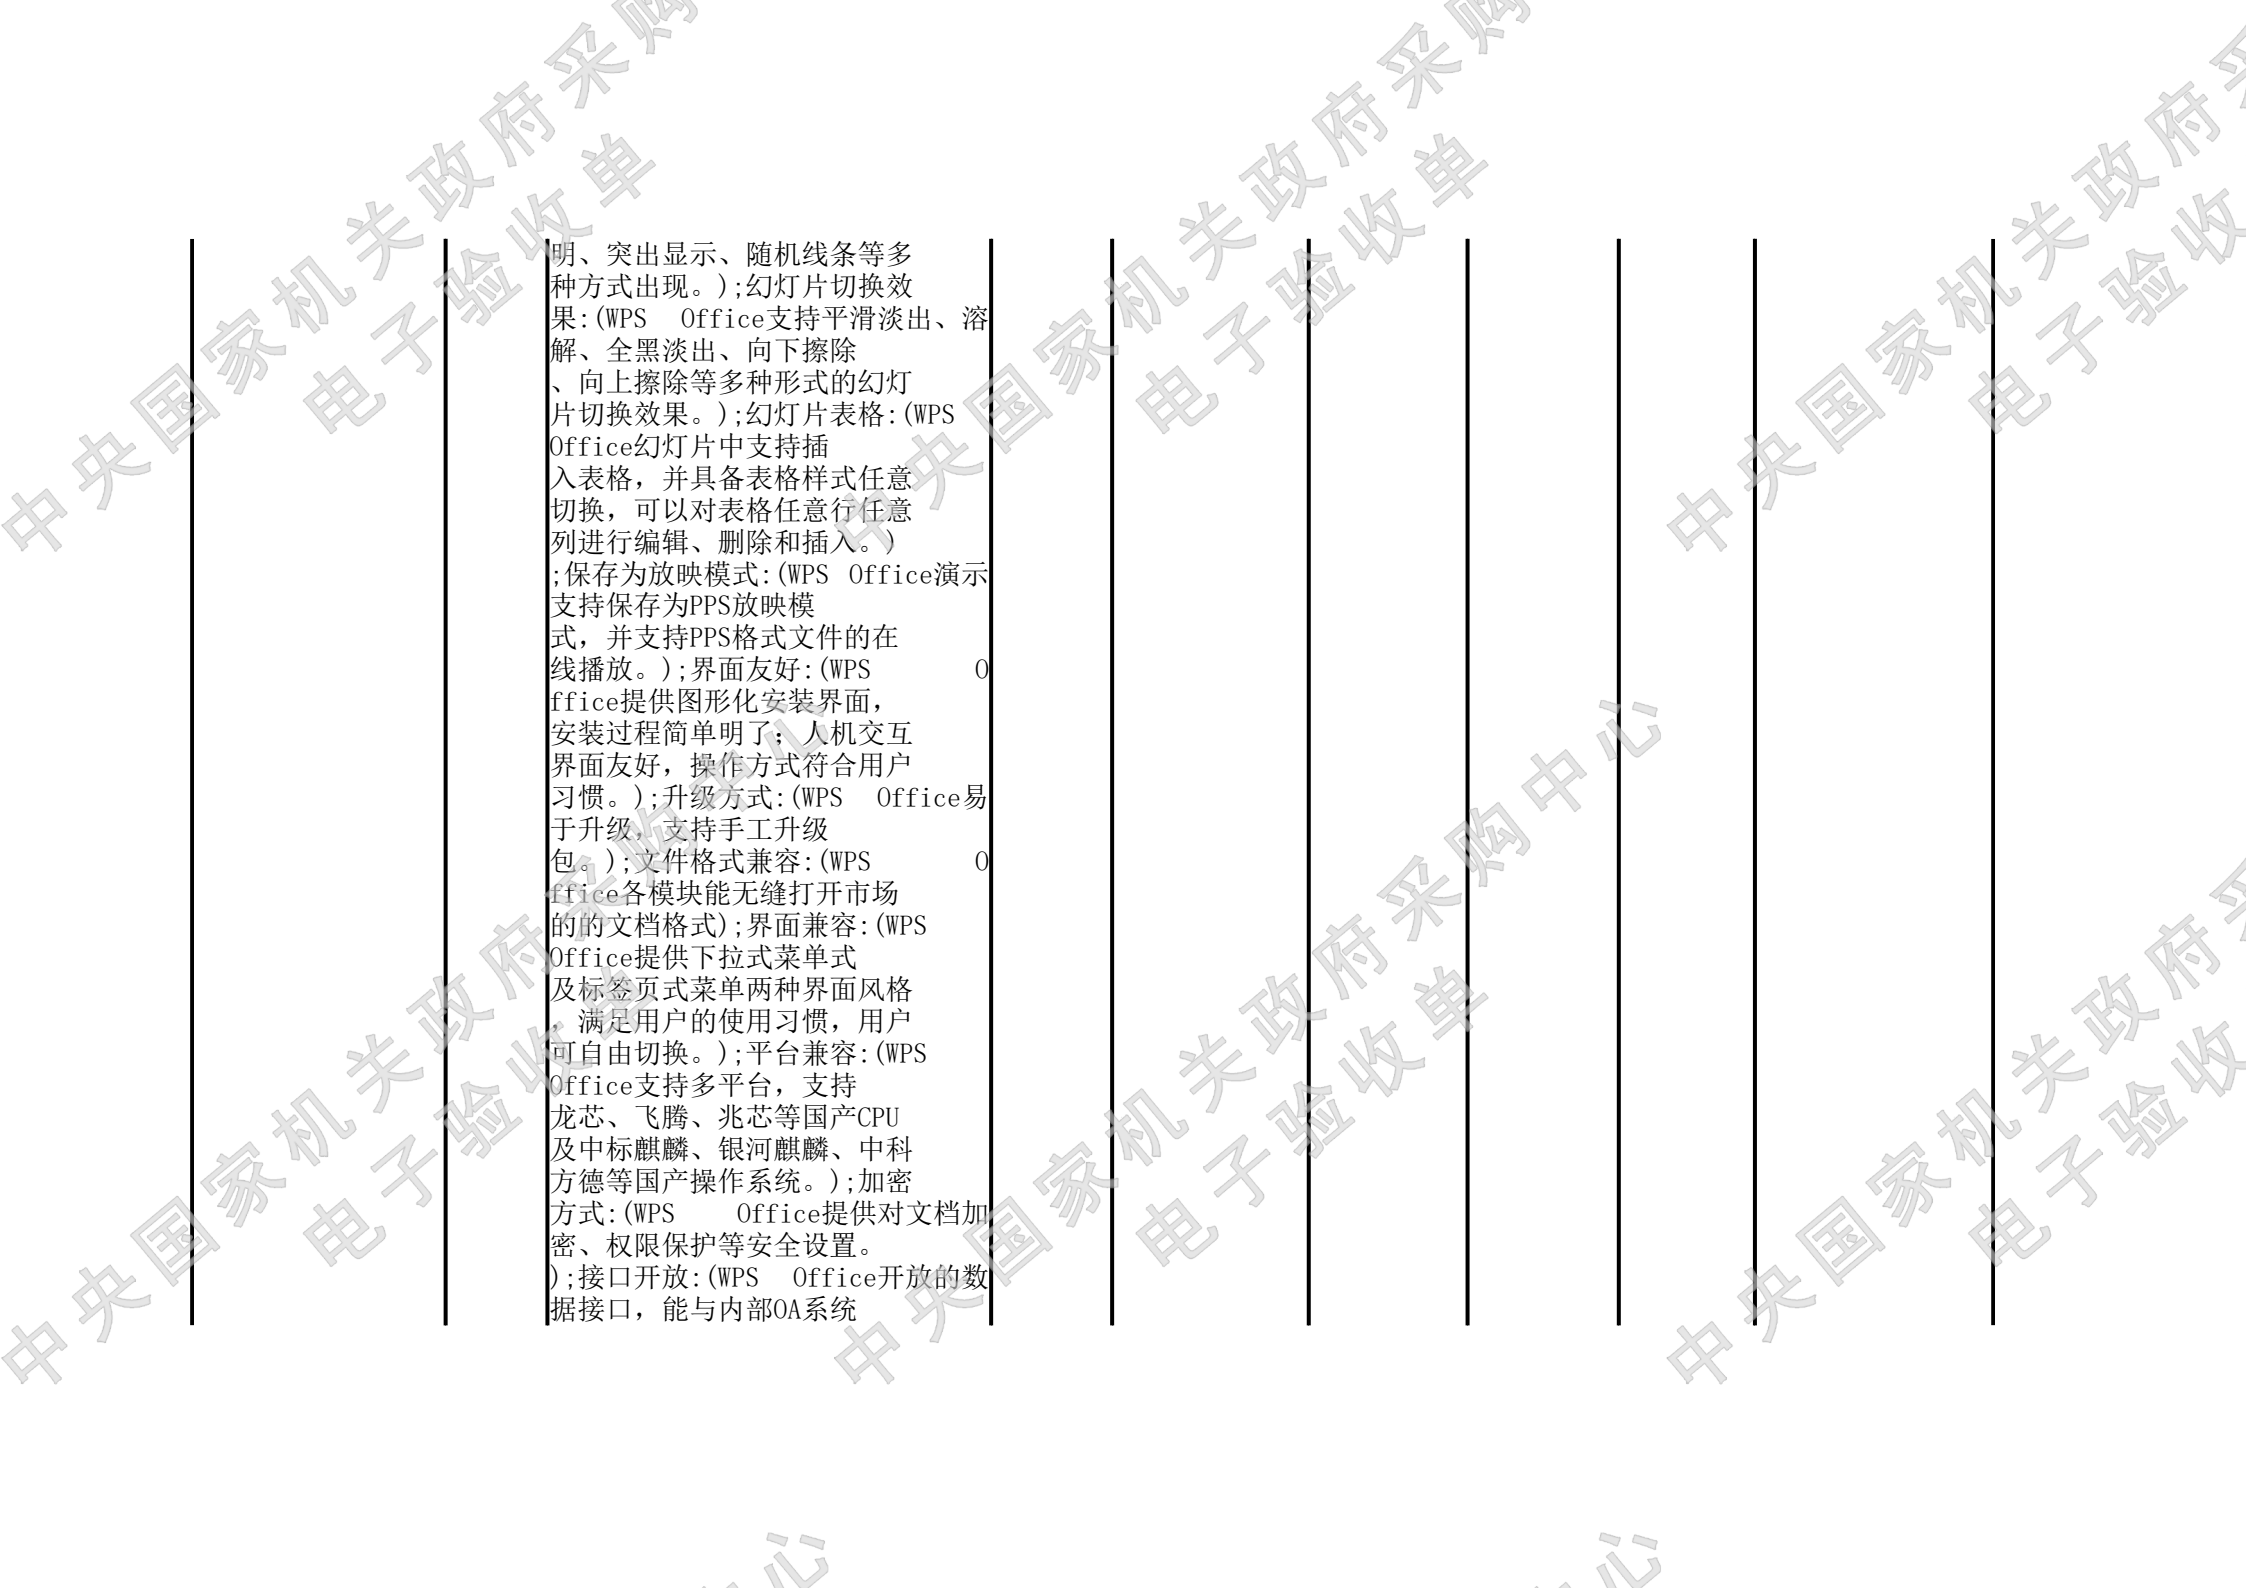 明、突出显示、随机线条等多
种方式出现。);幻灯片切换效
果:(WPS Office支持平滑淡出、溶
解、全黑淡出、向下擦除
、向上擦除等多种形式的幻灯
片切换效果。);幻灯片表格:(WPS
Office幻灯片中支持插
入表格，并具备表格样式任意
切换，可以对表格任意行任意
列进行编辑、删除和插入。)
;保存为放映模式:(WPS Office演示
支持保存为PPS放映模
式，并支持PPS格式文件的在
线播放。);界面友好:(WPS O
ffice提供图形化安装界面，
安装过程简单明了；人机交互
界面友好，操作方式符合用户
习惯。);升级方式:(WPS Office易
于升级，支持手工升级
包。);文件格式兼容:(WPS O
ffice各模块能无缝打开市场
的的文档格式);界面兼容:(WPS
Office提供下拉式菜单式
及标签页式菜单两种界面风格
，满足用户的使用习惯，用户
可自由切换。);平台兼容:(WPS
Office支持多平台，支持
龙芯、飞腾、兆芯等国产CPU
及中标麒麟、银河麒麟、中科
方德等国产操作系统。);加密
方式:(WPS Office提供对文档加
密、权限保护等安全设置。
);接口开放:(WPS Office开放的数
据接口，能与内部OA系统
中央国家机关政府采购中心
电子验收单